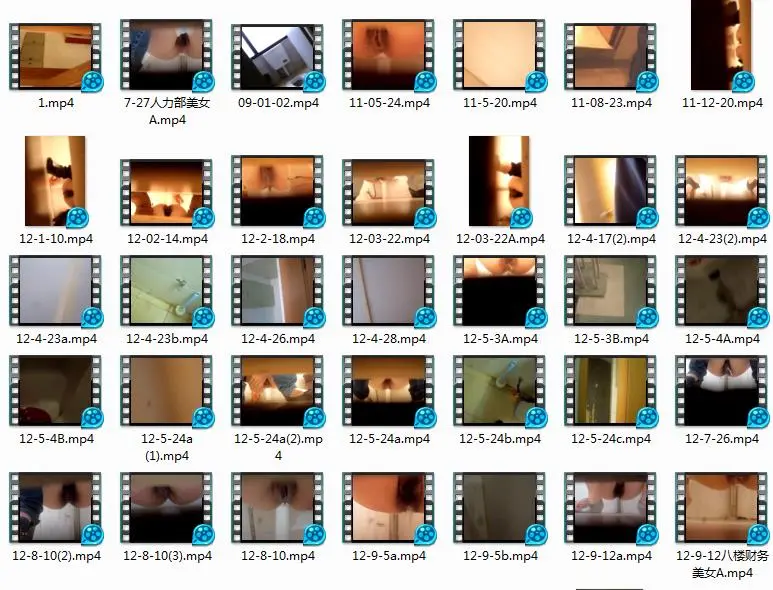 1.mp4
7-27人力部美女
A.mp4
09-01-02.mp4
11-05-24.mp4
11-5-20.mp4
11-08-23.mp4
11-12-20.mp4
12-1-10.mp4
12-02-14.mp4
12-2-18.mp4
12-03-22.mp4
12-03-22A.mp4
12-4-17(2).mp4
12-4-23(2).mp4
12-4-23a.mp4
12-4-23b.mp4
12-4-26.mp4
12-4-28.mp4
12-5-3A.mp4
12-5-3B.mp4
12-5-4A.mp4
12-5-4B.mp4
12-5-24a
(1).mp4
12-5-24a(2).mp
4
12-5-24a.mp4
12-5-24b.mp4
12-5-24c.mp4
12-7-26.mp4
12-8-10(2).mp4
12-8-10(3).mp4
12-8-10.mp4
12-9-5a.mp4
12-9-5b.mp4
12-9-12a.mp4
12-9-12八楼财务
美女A.mp4